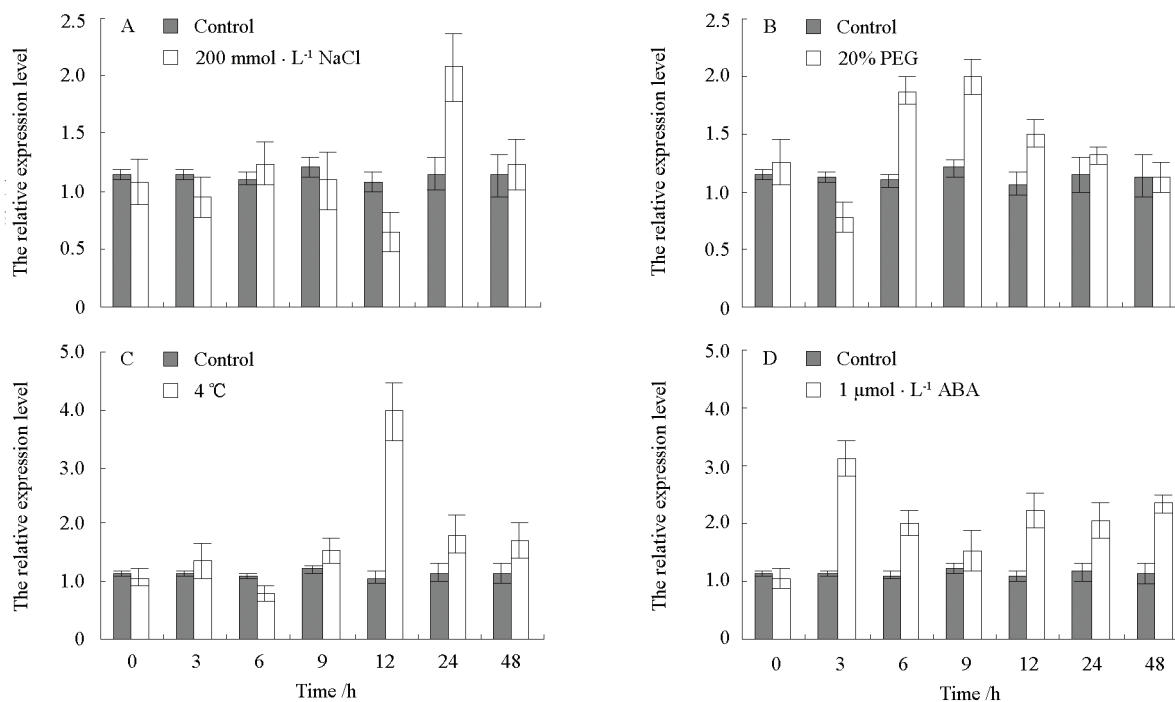 A
Control
200 mmol · L⁻¹ NaCl
The relative expression level
2.5
2.0
1.5
1.0
0.5
0
B
Control
20% PEG
The relative expression level
2.5
2.0
1.5
1.0
0.5
0
C
Control
4 ℃
The relative expression level
5.0
4.0
3.0
2.0
1.0
0
0 3 6 9 12 24 48
Time /h
D
Control
1 μmol · L⁻¹ ABA
The relative expression level
5.0
4.0
3.0
2.0
1.0
0
0 3 6 9 12 24 48
Time /h